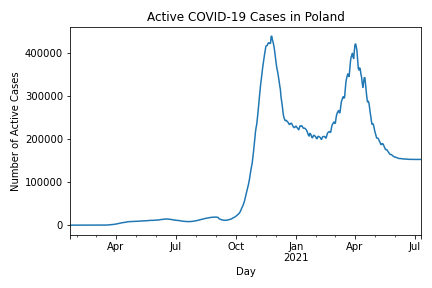 Active COVID-19 Cases in Poland
Number of Active Cases
400000
300000
200000
100000
0
Apr Jul Oct Jan Apr Jul
2021
Day